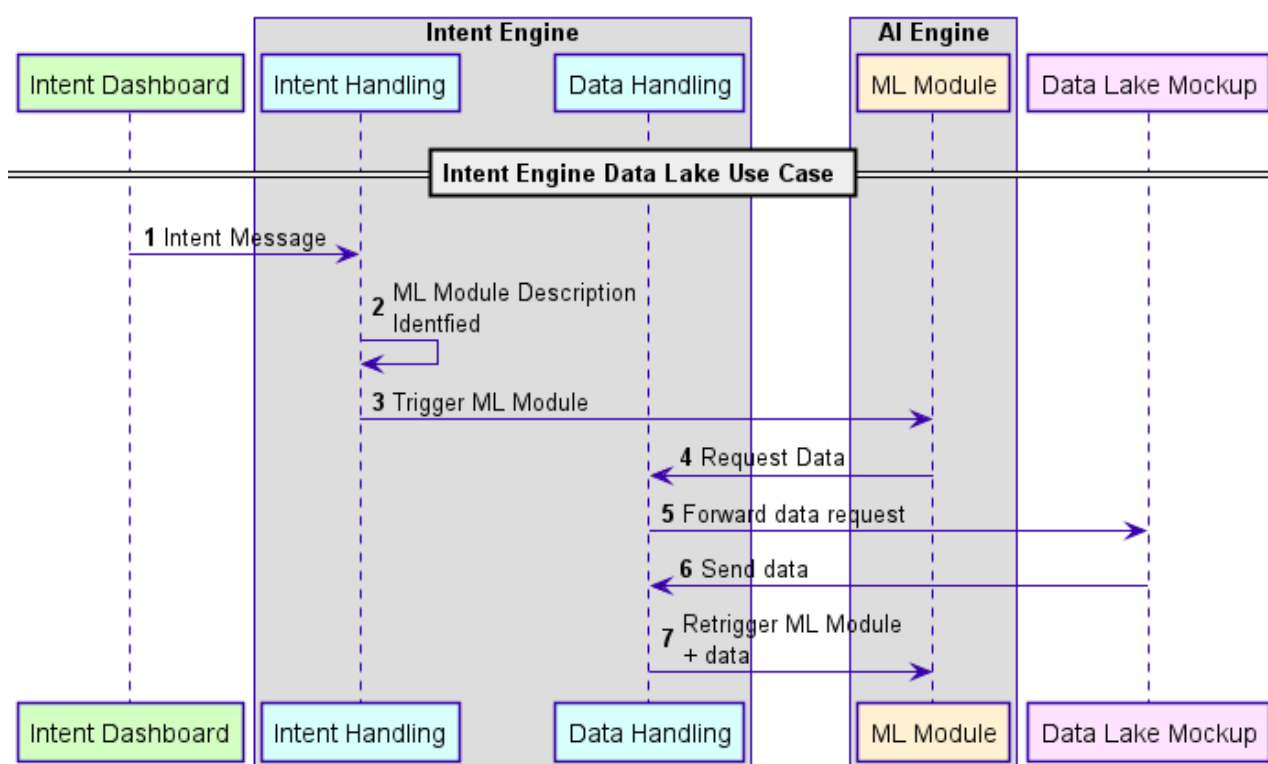 Intent Engine
AI Engine
Intent Dashboard
Intent Handling
Data Handling
ML Module
Data Lake Mockup
Intent Engine Data Lake Use Case
1 Intent Message
2 ML Module Description
Identfied
3 Trigger ML Module
4 Request Data
5 Forward data request
6 Send data
7 Retrigger ML Module
+ data
Intent Dashboard
Intent Handling
Data Handling
ML Module
Data Lake Mockup